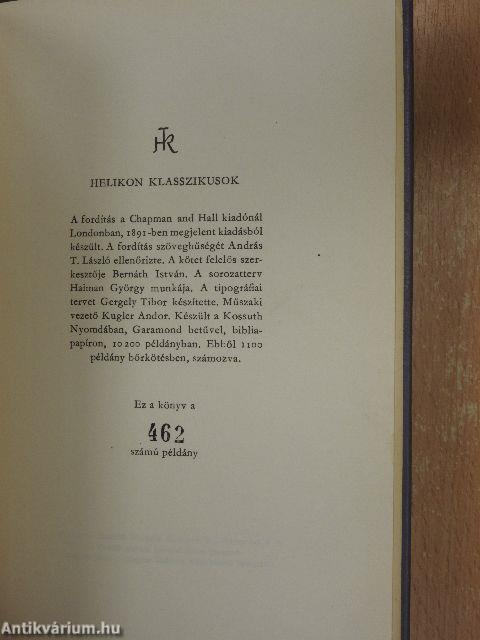 HK
HELIKON KLASSZIKUSOK
A fordítás a Chapman and Hall kiadónál
Londonban, 1891-ben megjelent kiadásból
készült. A fordítás szöveghűségét András
T. László ellenőrizte. A kötet felelős szer-
kesztője Bernáth István. A sorozatterv
Haiman György munkája. A tipográfiai
tervet Gergely Tibor készítette. Műszaki
vezető Kugler Andor. Készült a Kossuth
Nyomdában, Garamond betűvel, biblia-
papíron, 10 200 példányban. Ebből 1100
példány bőrkötésben, számozva.
Ez a könyv a
462
számú példány
Antikvárium.hu